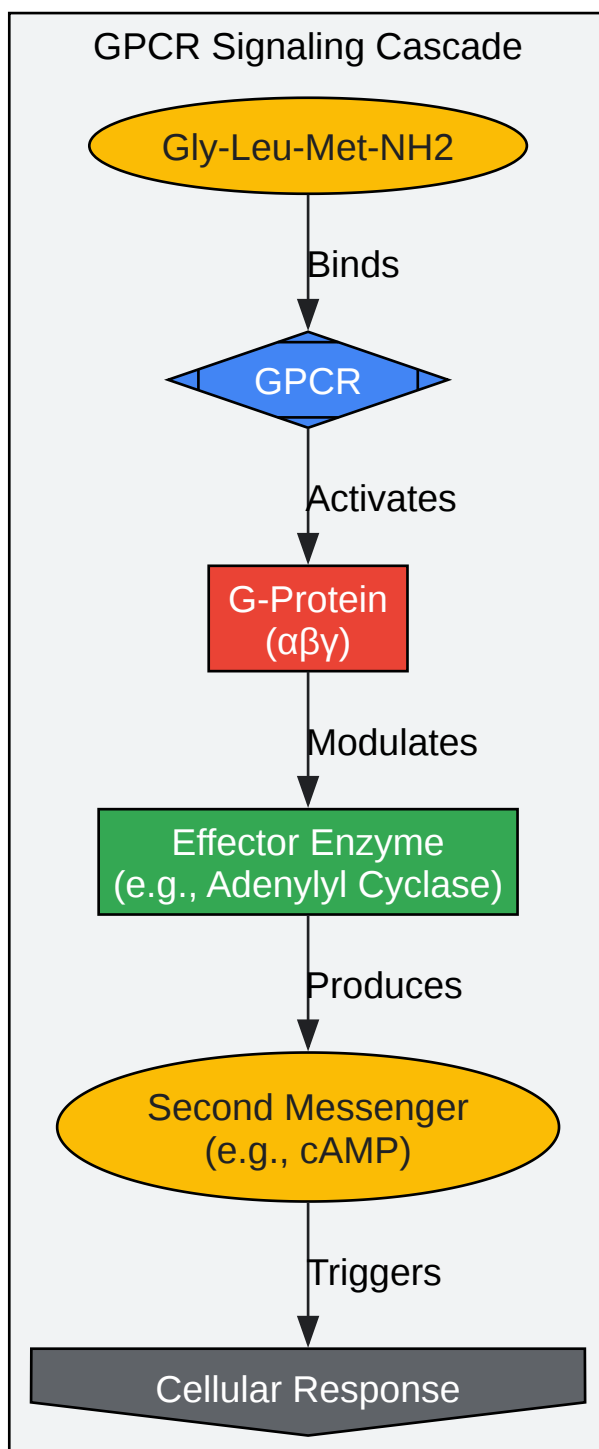 GPCR Signaling Cascade
Gly-Leu-Met-NH2
Binds
GPCR
Activates
G-Protein
(αβγ)
Modulates
Effector Enzyme
(e.g., Adenylyl Cyclase)
Produces
Second Messenger
(e.g., cAMP)
Triggers
Cellular Response